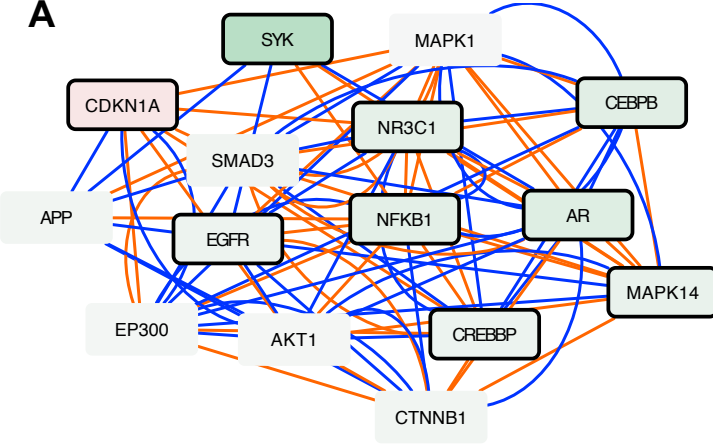 A
SYK
MAPK1
CDKN1A
CEBPB
NR3C1
SMAD3
APP
EGFR
NFKB1
AR
MAPK14
EP300
AKT1
CREBBP
CTNNB1